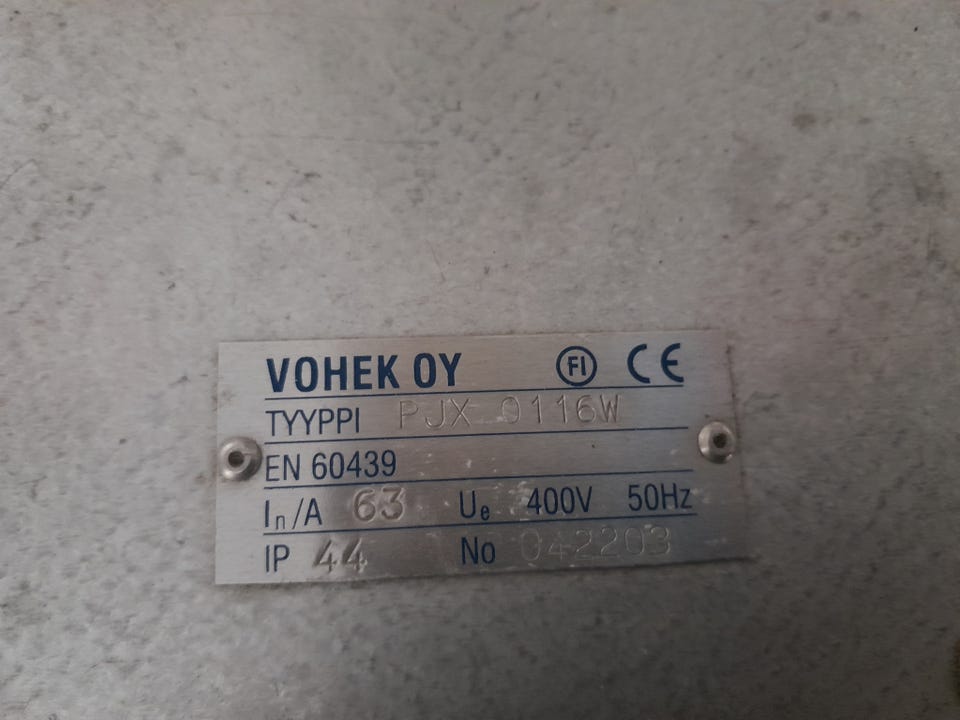 VOHEK OY FI CE
TYYPPI PJX 0116W
EN 60439
In/A 63 Ue 400V 50Hz
IP 44 No 042203